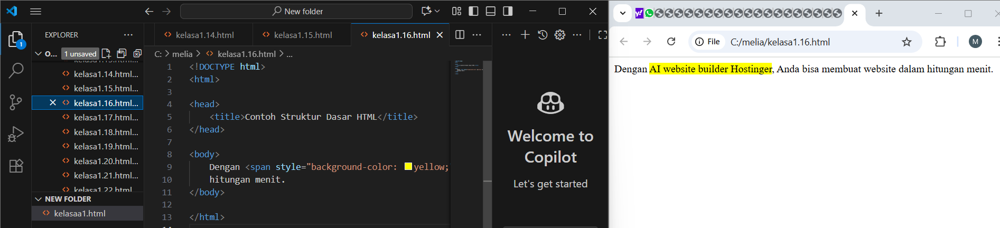 New folder
EXPLORER
O... 1 unsaved
kelasa1.14.html...
kelasa1.15.html...
kelasa1.16.html...
kelasa1.17.html...
kelasa1.18.html...
kelasa1.19.html...
kelasa1.20.html...
kelasa1.21.html...
kelasa1.22.html
NEW FOLDER
kelasaa1.html
1
kelasa1.14.html
kelasa1.15.html
kelasa1.16.html
C: > melia > kelasa1.16.html > ...
1 <!DOCTYPE html>
2 <html>
3
4 <head>
5 <title>Contoh Struktur Dasar HTML</title>
6 </head>
7
8 <body>
9 Dengan <span style="background-color: yellow;
10 hitungan menit.
11 </body>
12
13 </html>
14
Welcome to
Copilot
Let's get started
y!
File C:/melia/kelasa1.16.html
M
Dengan AI website builder Hostinger, Anda bisa membuat website dalam hitungan menit.